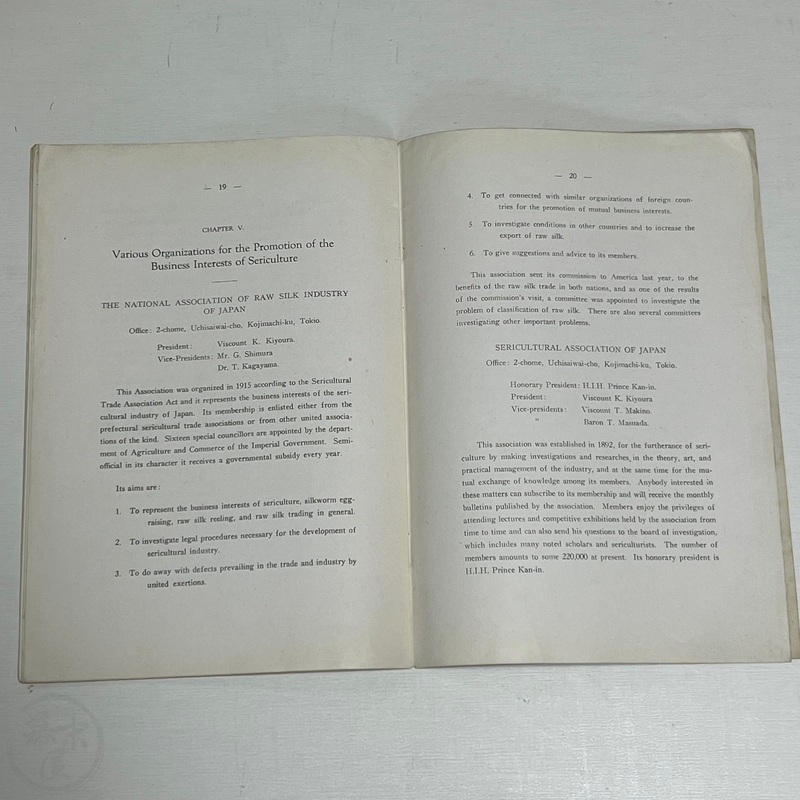 — 19 —
CHAPTER V.
Various Organizations for the Promotion of the
Business Interests of Sericulture
THE NATIONAL ASSOCIATION OF RAW SILK INDUSTRY
OF JAPAN
Office: 2-chome, Uchisaiwai-cho, Kojimachi-ku, Tokio.
President: Viscount K. Kiyoura.
Vice-Presidents: Mr. G. Shimura
Dr. T. Kagayama.
This Association was organized in 1915 according to the Sericultural
Trade Association Act and it represents the business interests of the seri-
cultural industry of Japan. Its membership is enlisted either from the
prefectural sericultural trade associations or from other united associa-
tions of the kind. Sixteen special councillors are appointed by the depart-
ment of Agriculture and Commerce of the Imperial Government. Semi-
official in its character it receives a governmental subsidy every year.
Its aims are:
1. To represent the business interests of sericulture, silkworm egg-
raising, raw silk reeling, and raw silk trading in general.
2. To investigate legal procedures necessary for the development of
sericultural industry.
3. To do away with defects prevailing in the trade and industry by
united exertions.
— 20 —
4. To get connected with similar organizations of foreign coun-
tries for the promotion of mutual business interests.
5. To investigate conditions in other countries and to increase the
export of raw silk.
6. To give suggestions and advice to its members.
This association sent its commission to America last year, to the
benefits of the raw silk trade in both nations, and as one of the results
of the commission's visit, a committee was appointed to investigate the
problem of classification of raw silk. There are also several committees
investigating other important problems.
SERICULTURAL ASSOCIATION OF JAPAN
Office: 2-chome, Uchisaiwai-cho, Kojimachi-ku, Tokio.
Honorary President: H.I.H. Prince Kan-in.
President: Viscount K. Kiyoura
Vice-presidents: Viscount T. Makino.
" Baron T. Masuda.
This association was established in 1892, for the furtherance of seri-
culture by making investigations and researches in the theory, art, and
practical management of the industry, and at the same time for the mu-
tual exchange of knowledge among its members. Anybody interested in
these matters can subscribe to its membership and will receive the monthly
bulletins published by the association. Members enjoy the privileges of
attending lectures and competitive exhibitions held by the association from
time to time and can also send his questions to the board of investigation,
which includes many noted scholars and sericulturists. The number of
members amounts to some 220,000 at present. Its honorary president is
H.I.H. Prince Kan-in.